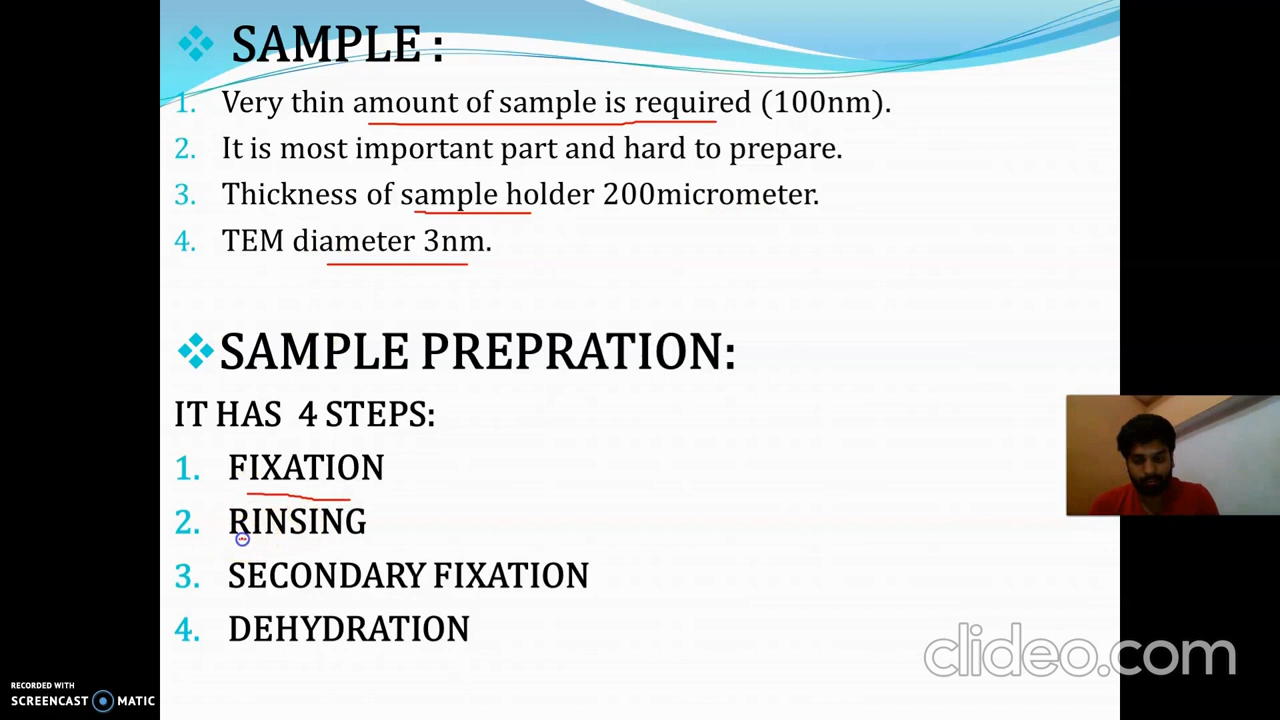 SAMPLE :
1. Very thin amount of sample is required (100nm).
2. It is most important part and hard to prepare.
3. Thickness of sample holder 200micrometer.
4. TEM diameter 3nm.
SAMPLE PREPRATION:
IT HAS 4 STEPS:
1. FIXATION
2. RINSING
3. SECONDARY FIXATION
4. DEHYDRATION
clideo.com
RECORDED WITH
SCREENCAST MATIC